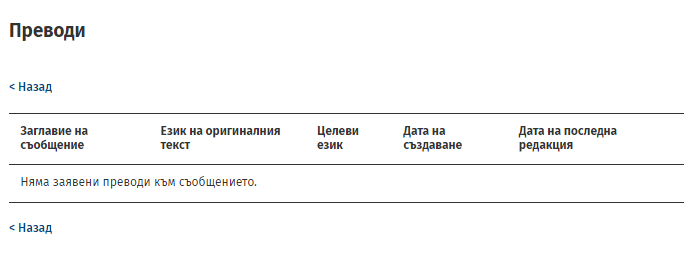 Преводи
< Назад
Заглавие на съобщение
Език на оригиналния текст
Целеви език
Дата на създаване
Дата на последна редакция
Няма заявени преводи към съобщението.
< Назад